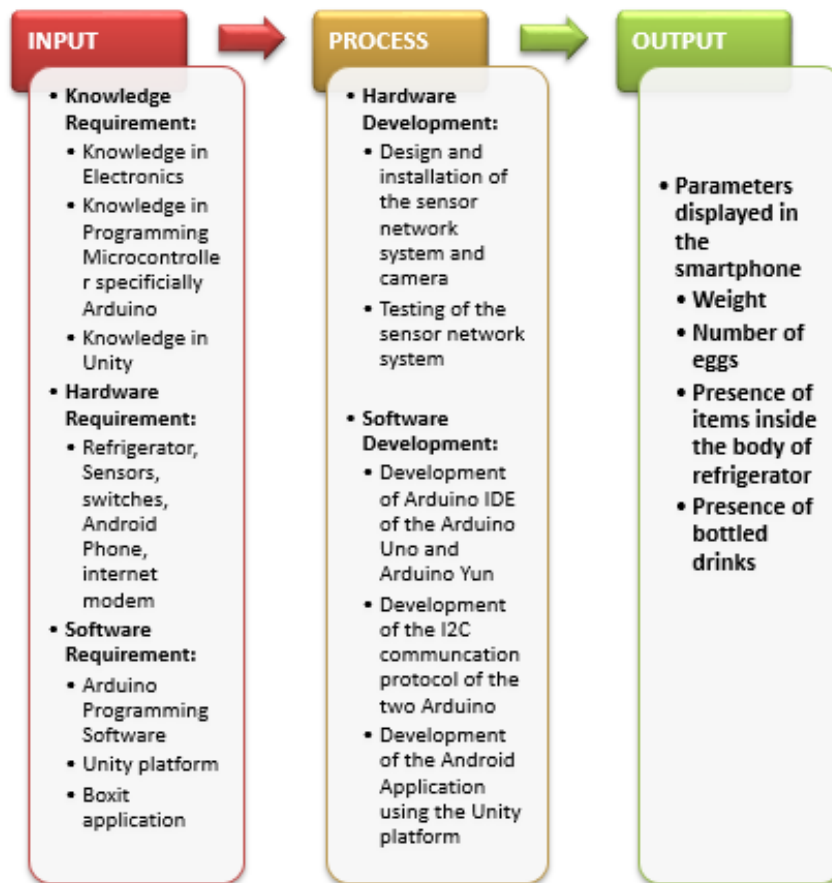 INPUT
• Knowledge
Requirement:
• Knowledge in
Electronics
• Knowledge in
Programming
Microcontrolle
r specificially
Arduino
• Knowledge in
Unity
• Hardware
Requirement:
• Refrigerator,
Sensors,
switches,
Android
Phone,
internet
modem
• Software
Requirement:
• Arduino
Programming
Software
• Unity platform
• Boxit
application
PROCESS
• Hardware
Development:
• Design and
installation of
the sensor
network
system and
camera
• Testing of the
sensor network
system
• Software
Development:
• Development
of Arduino IDE
of the Arduino
Uno and
Arduino Yun
• Development
of the I2C
communcation
protocol of the
two Arduino
• Development
of the Android
Application
using the Unity
platform
OUTPUT
• Parameters
displayed in
the
smartphone
• Weight
• Number of
eggs
• Presence of
items inside
the body of
refrigerator
• Presence of
bottled
drinks